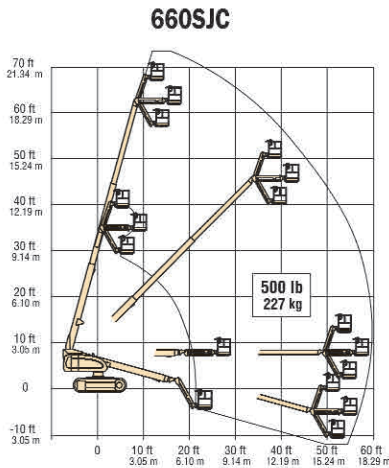 660SJC
70 ft
21.34 m
60 ft
18.29 m
50 ft
15.24 m
40 ft
12.19 m
30 ft
9.14 m
20 ft
6.10 m
10 ft
3.05 m
0
-10 ft
3.05 m
500 lb
227 kg
0 10 ft 20 ft 30 ft 40 ft 50 ft 60 ft
3.05 m 6.10 m 9.14 m 12.19 m 15.24 m 18.29 m